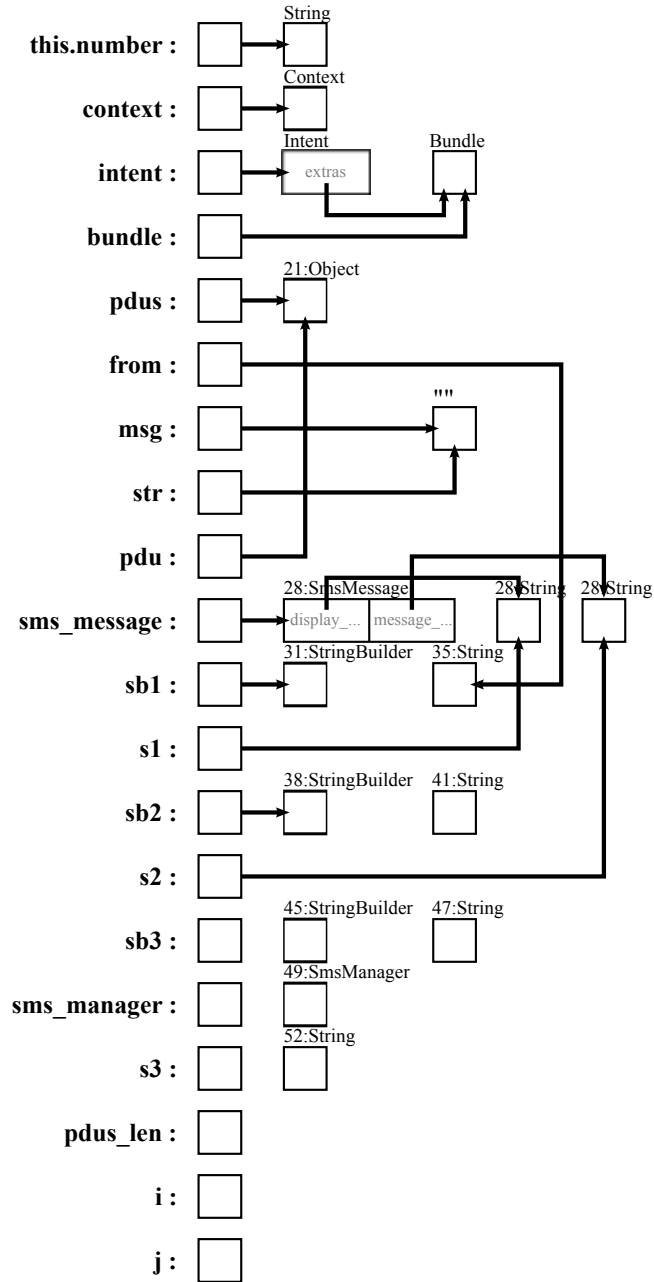 String
this.number :
Context
context :
Intent Bundle
intent : extras
bundle :
21:Object
pdus :
from :
""
msg :
str :
pdu :
28:SmsMessage 28:String 28:String
sms_message : display_... message_...
31:StringBuilder 35:String
sb1 :
s1 :
38:StringBuilder 41:String
sb2 :
s2 :
45:StringBuilder 47:String
sb3 :
49:SmsManager
sms_manager :
52:String
s3 :
pdus_len :
i :
j :